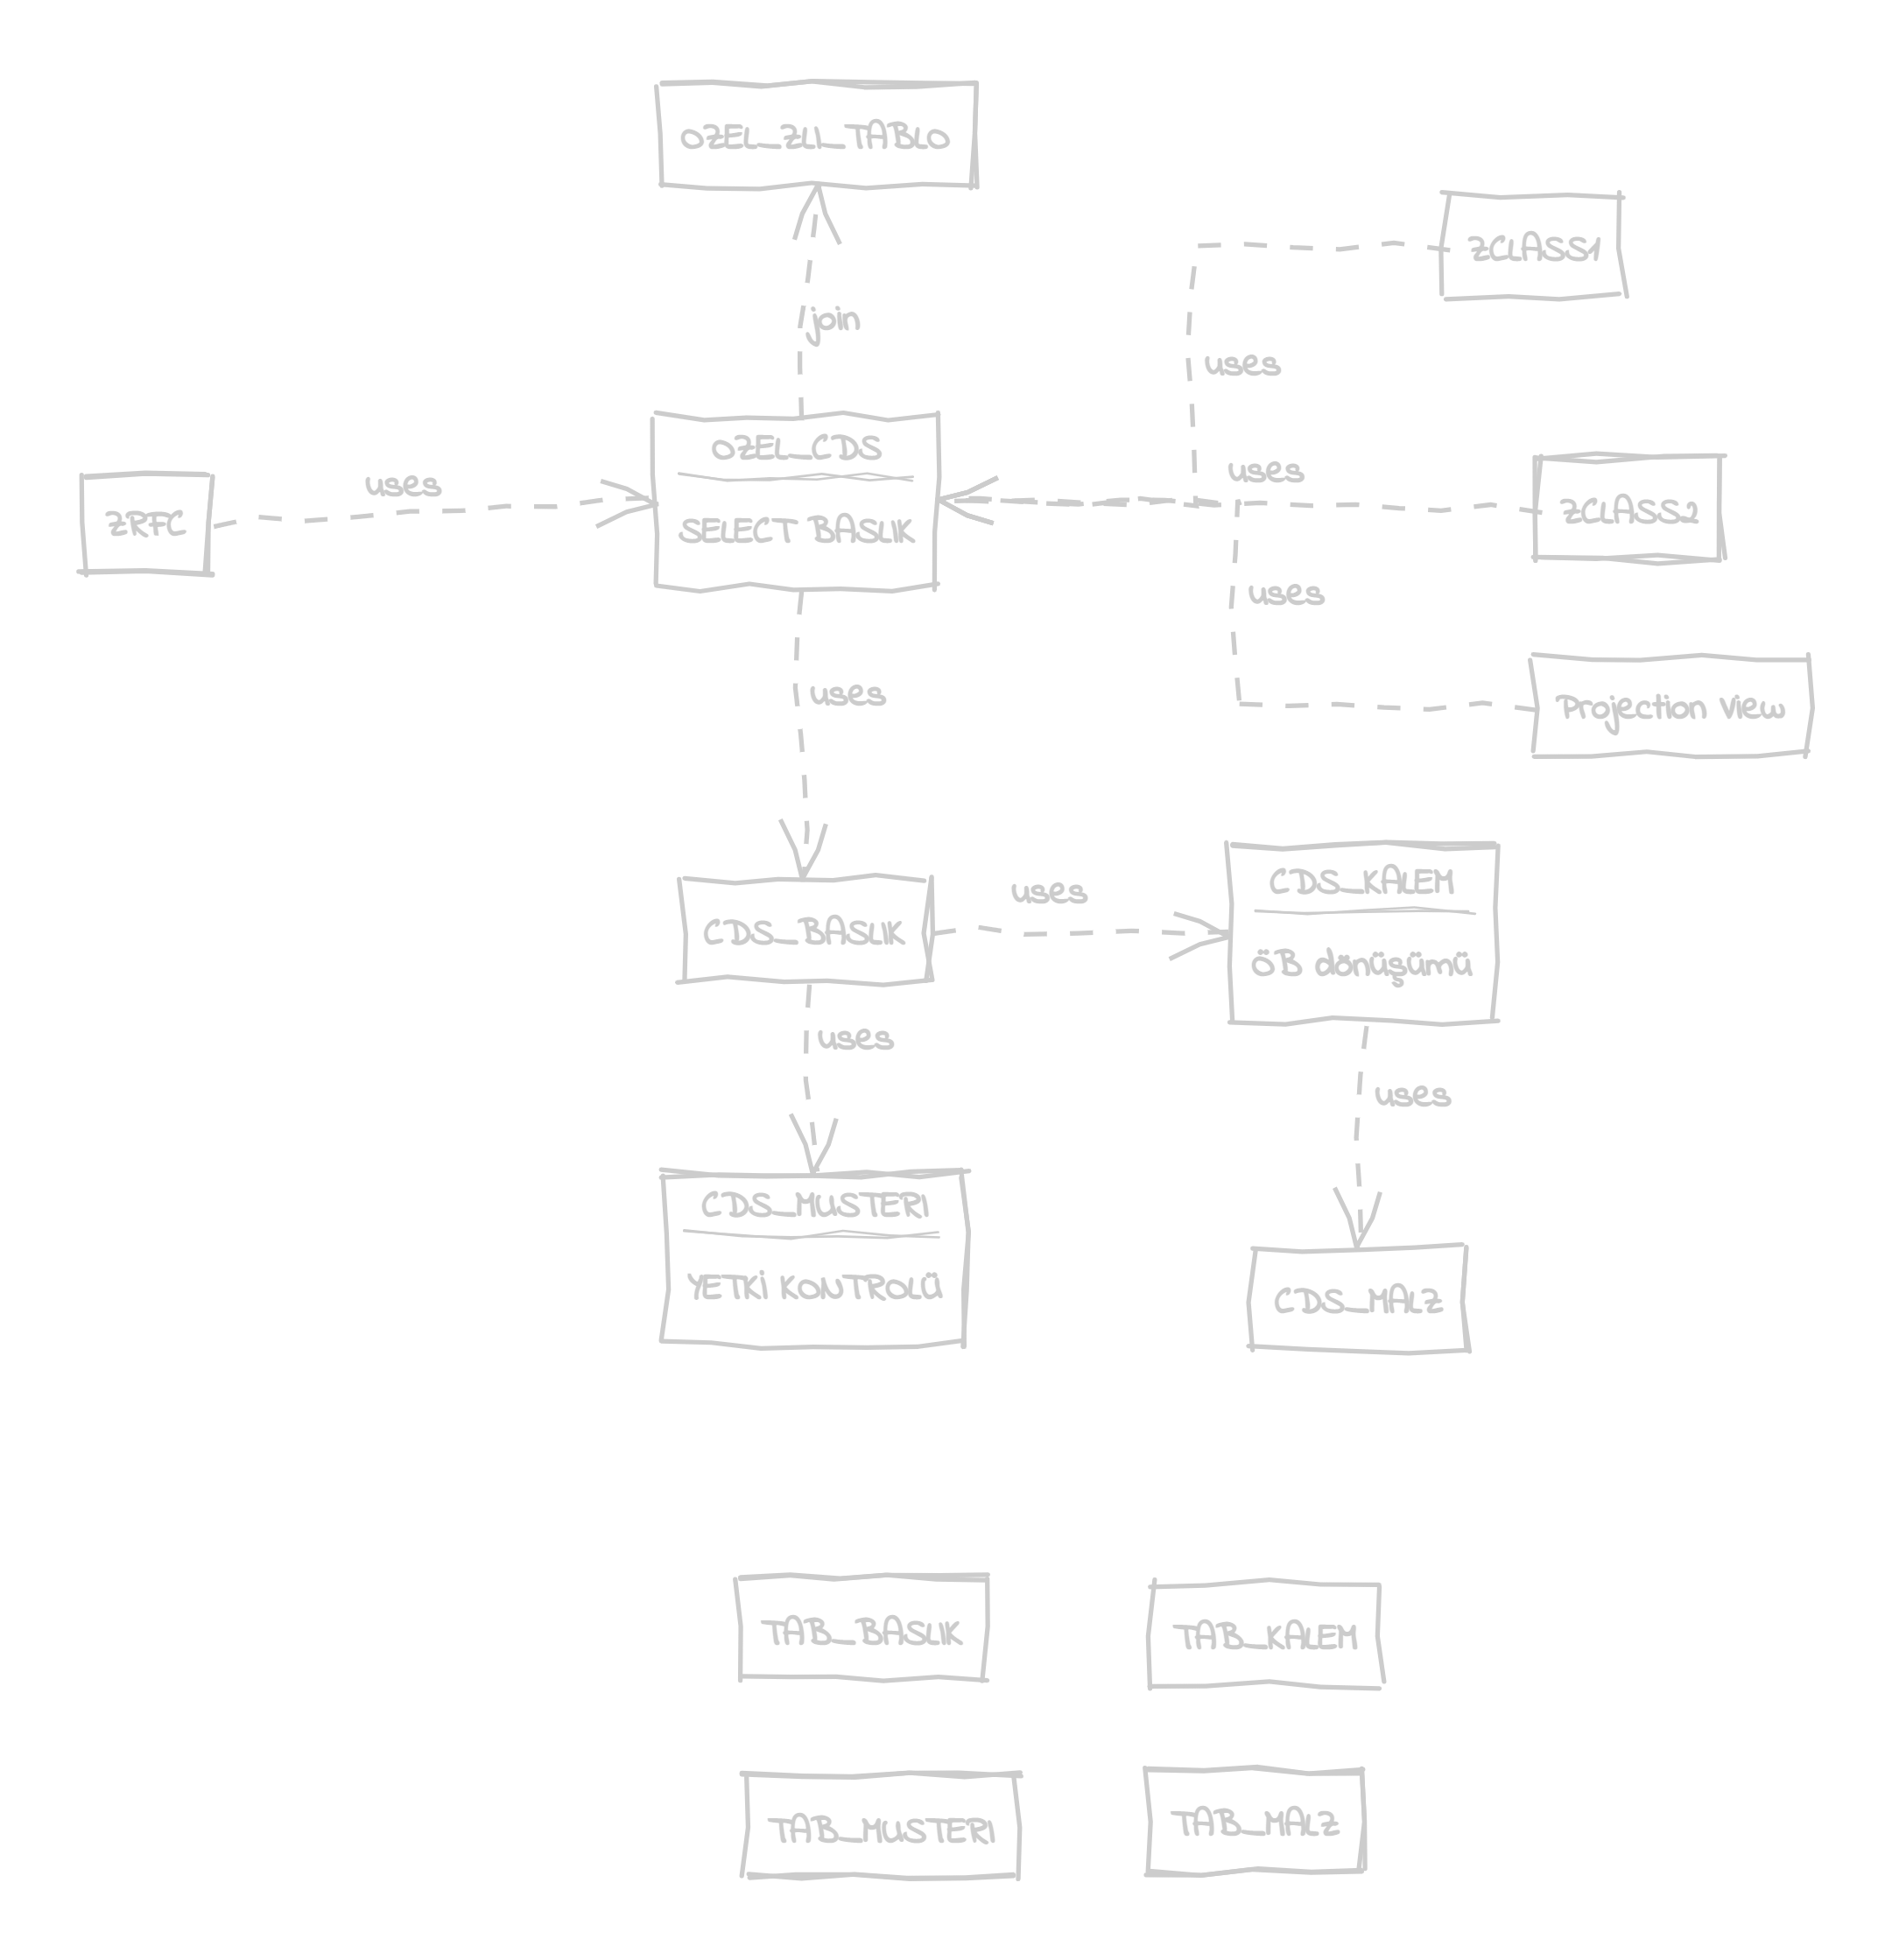 OZEL_ZLI_TABLO
ZCLASS1
join
uses
OZEL_CDS
uses
uses
ZRFC
SELECT BASLIK
ZCLASS2
uses
uses
Projection view
CDS_BASLIK
uses
CDS_KALEM
ÖB dönüşümü
uses
uses
CDS_MUSTERI
YETKİ KONTROLÜ
CDS_MALZ
TAB_BASLIK
TAB_KALEM
TAB_MUSTERI
TAB_MALZ